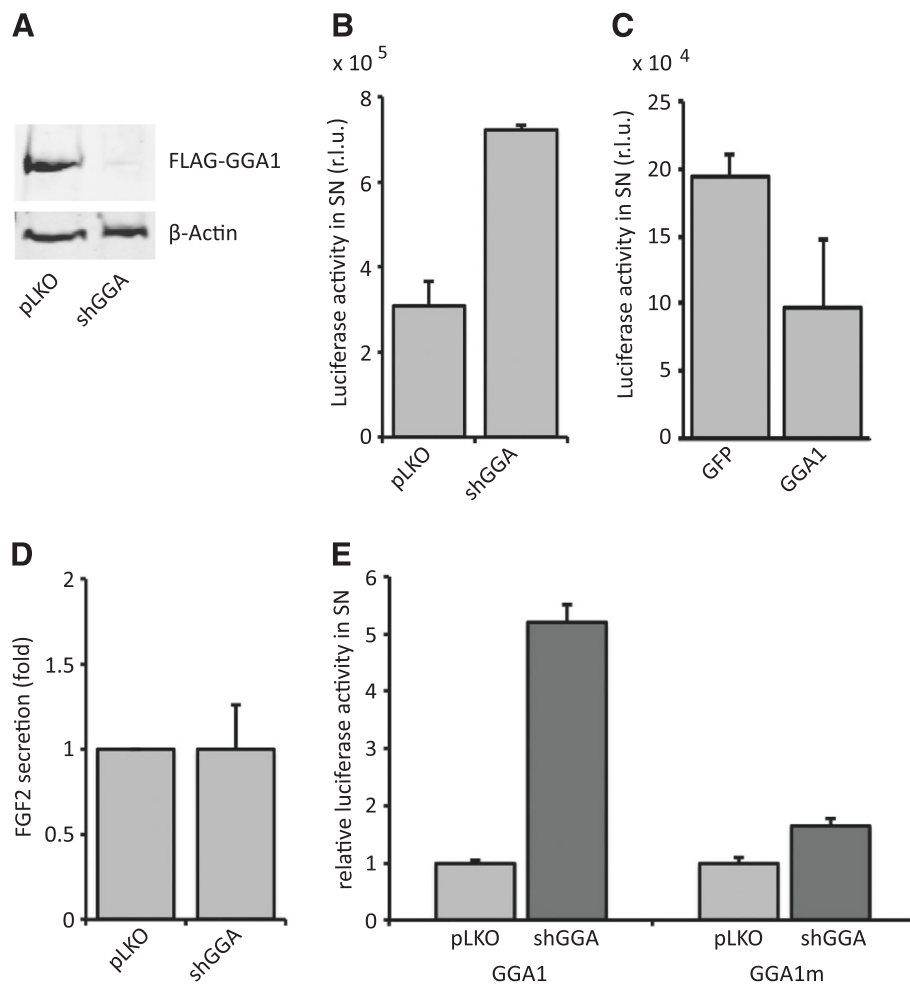 A
FLAG-GGA1
β-Actin
pLKO
shGGA
B
x 10 5
Luciferase activity in SN (r.l.u.)
8
6
4
2
0
pLKO
shGGA
C
x 10 4
Luciferase activity in SN (r.l.u.)
25
20
15
10
5
0
GFP
GGA1
D
FGF2 secretion (fold)
2
1.5
1
0.5
0
pLKO
shGGA
E
relative luciferase activity in SN
6
5
4
3
2
1
0
pLKO shGGA pLKO shGGA
GGA1 GGA1m